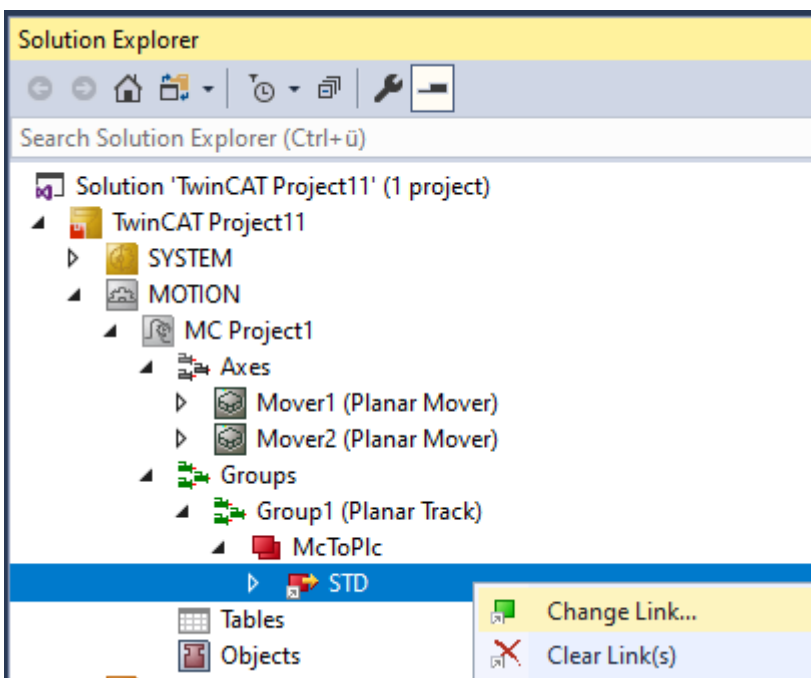 Solution Explorer
Search Solution Explorer (Ctrl+ü)
Solution 'TwinCAT Project11' (1 project)
TwinCAT Project11
SYSTEM
MOTION
MC Project1
Axes
Mover1 (Planar Mover)
Mover2 (Planar Mover)
Groups
Group1 (Planar Track)
McToPlc
STD
Change Link...
Tables
Clear Link(s)
Objects